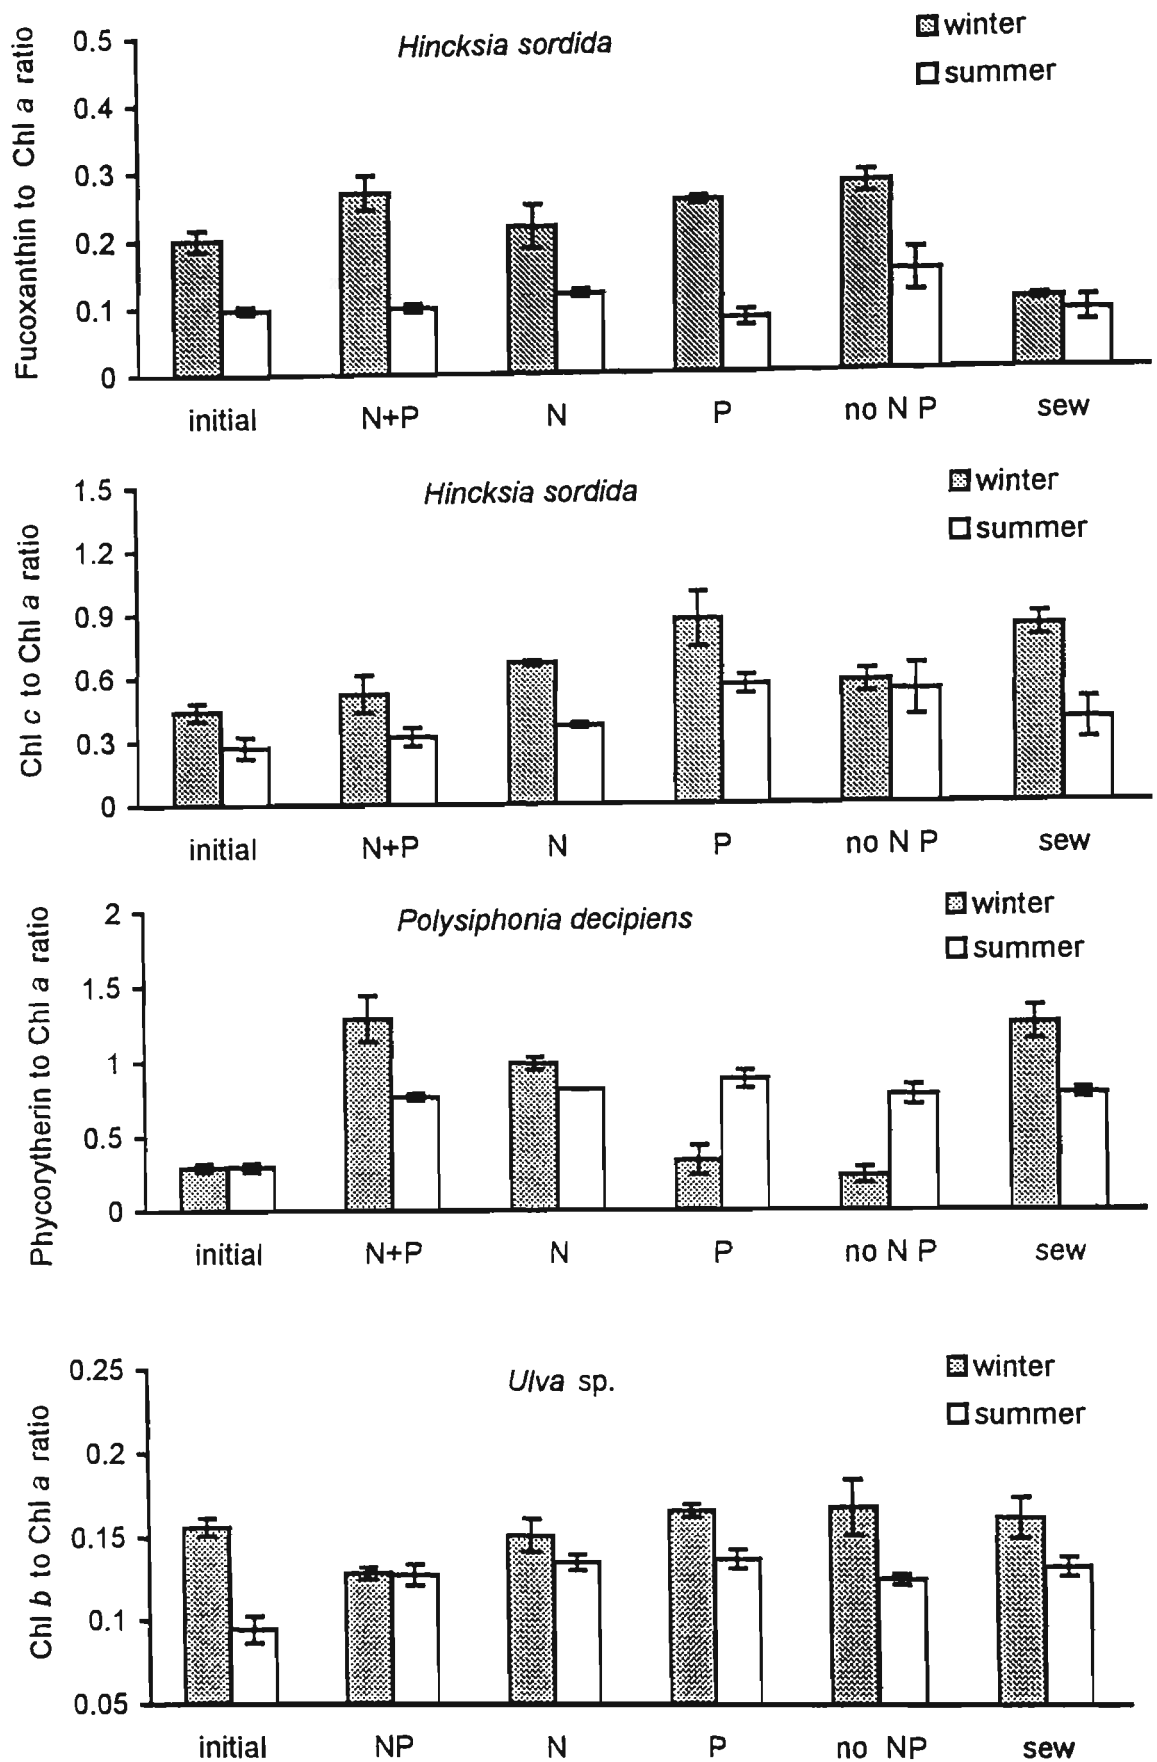 Hincksia sordida
winter
summer
Fucoxanthin to Chl a ratio
0.5
0.4
0.3
0.2
0.1
0
initial N+P N P no N P sew
Hincksia sordida
winter
summer
Chl c to Chl a ratio
1.5
1.2
0.9
0.6
0.3
0
initial N+P N P no N P sew
Polysiphonia decipiens
winter
summer
Phycorytherin to Chl a ratio
2
1.5
1
0.5
0
initial N+P N P no N P sew
Ulva sp.
winter
summer
Chl b to Chl a ratio
0.25
0.2
0.15
0.1
0.05
initial NP N P no NP sew